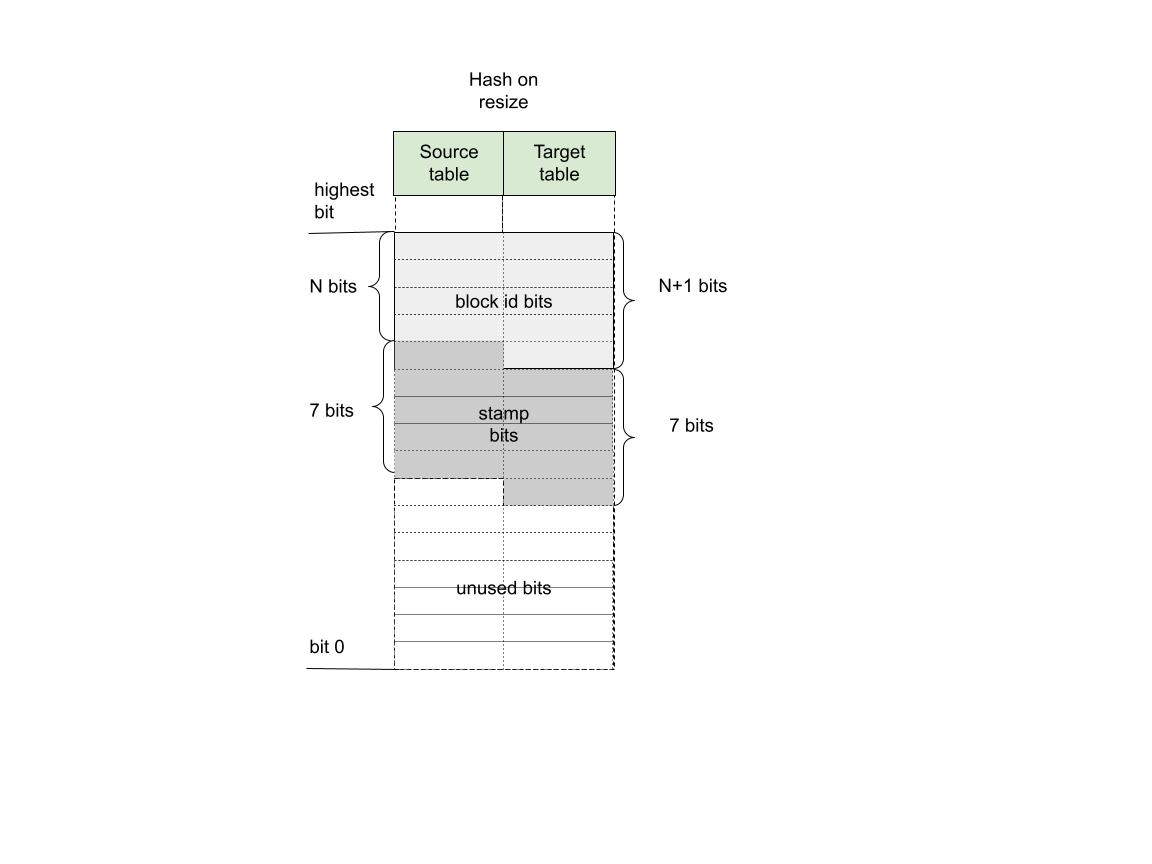 Hash on
resize
Source
table
Target
table
highest
bit
N bits
block id bits
N+1 bits
7 bits
stamp
bits
7 bits
unused bits
bit 0